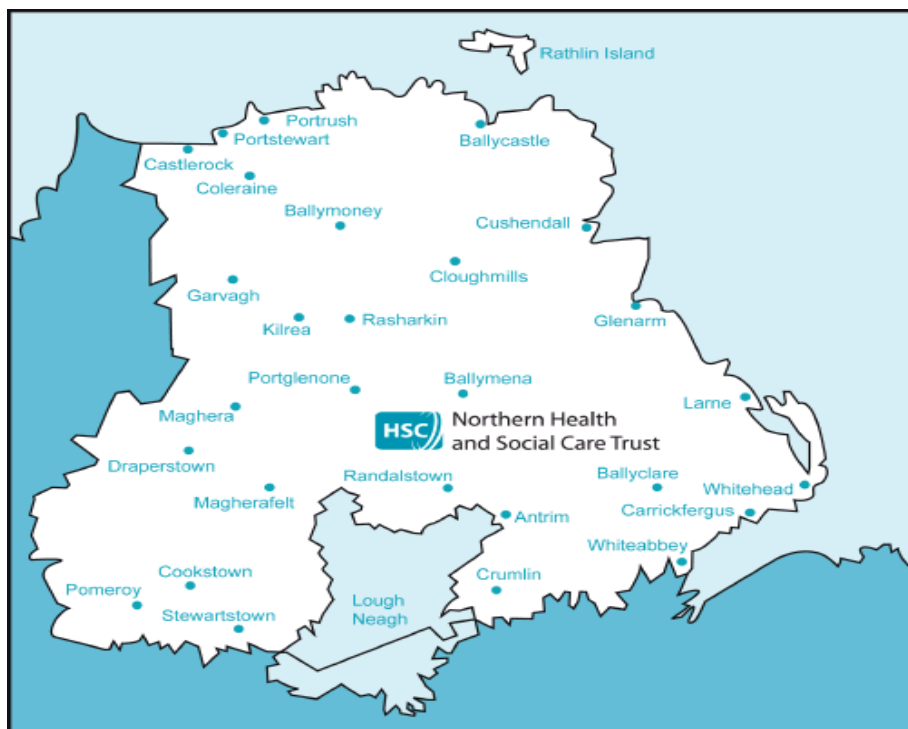 Rathlin Island
Portrush
Portstewart
Ballycastle
Castlerock
Coleraine
Ballymoney
Cushendall
Cloughmills
Garvagh
Glenarm
Kilrea
Rasharkin
Portglenone
Ballymena
Larne
Maghera
HSC
Northern Health
and Social Care Trust
Draperstown
Randalstown
Ballyclare
Whitehead
Magherafelt
Carrickfergus
Antrim
Whiteabbey
Cookstown
Crumlin
Pomeroy
Lough
Neagh
Stewartstown